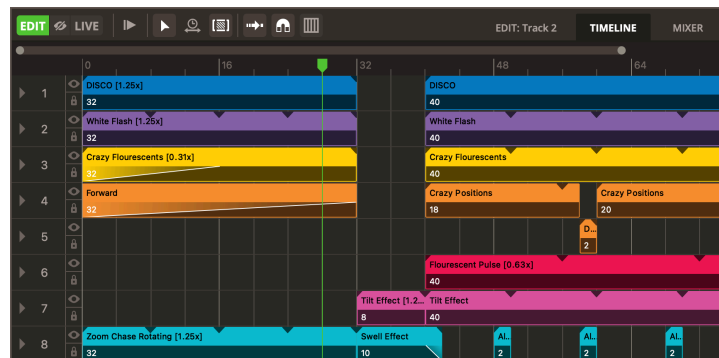 EDIT LIVE EDIT: Track 2 TIMELINE MIXER
0 16 32 48 64
1 DISCO [1.25x] DISCO
32 40
2 White Flash [1.25x] White Flash
32 40
3 Crazy Flourescents [0.31x] Crazy Flourescents
32 40
4 Forward Crazy Positions Crazy Positions
32 18 20
5 D...
2
6 Flourescent Pulse [0.63x]
40
7 Tilt Effect [1.2... Tilt Effect
8 40
8 Zoom Chase Rotating [1.25x] Swell Effect Al... Al... Al...
32 10 2 2 2